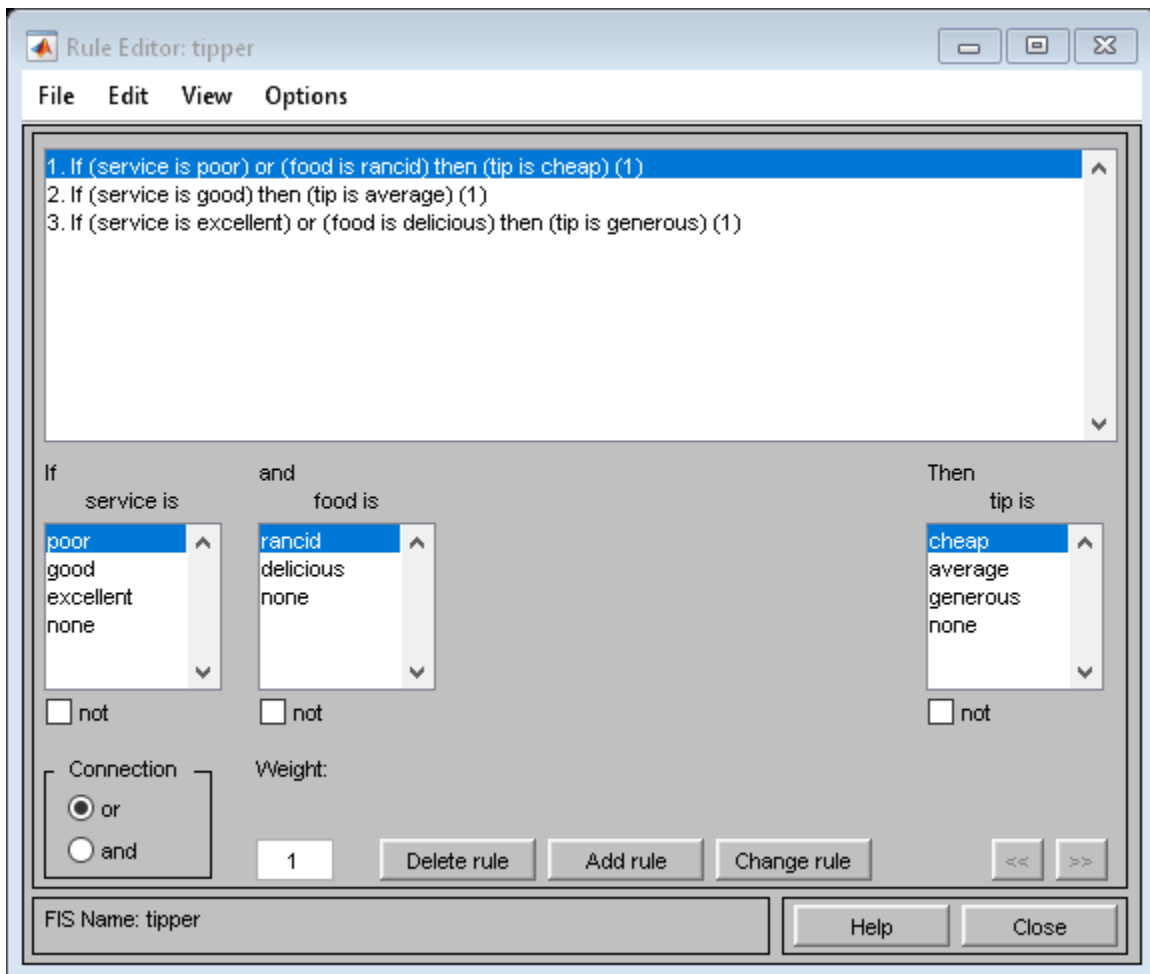 Rule Editor: tipper
File Edit View Options
1. If (service is poor) or (food is rancid) then (tip is cheap) (1)
2. If (service is good) then (tip is average) (1)
3. If (service is excellent) or (food is delicious) then (tip is generous) (1)
If and Then
service is food is tip is
poor rancid cheap
good delicious average
excellent none generous
none none
not not not
Connection Weight:
or
and 1 Delete rule Add rule Change rule << >>
FIS Name: tipper Help Close